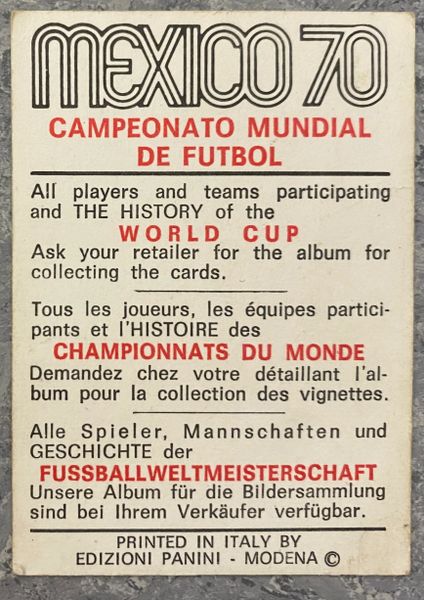 MEXICO 70
CAMPEONATO MUNDIAL
DE FUTBOL
All players and teams participating
and THE HISTORY of the
WORLD CUP
Ask your retailer for the album for
collecting the cards.
Tous les joueurs, les équipes partici-
pants et l'HISTOIRE des
CHAMPIONNATS DU MONDE
Demandez chez votre détaillant l'al-
bum pour la collection des vignettes.
Alle Spieler, Mannschaften und
GESCHICHTE der
FUSSBALLWELTMEISTERSCHAFT
Unsere Album für die Bildersammlung
sind bei Ihrem Verkäufer verfügbar.
PRINTED IN ITALY BY
EDIZIONI PANINI - MODENA ©